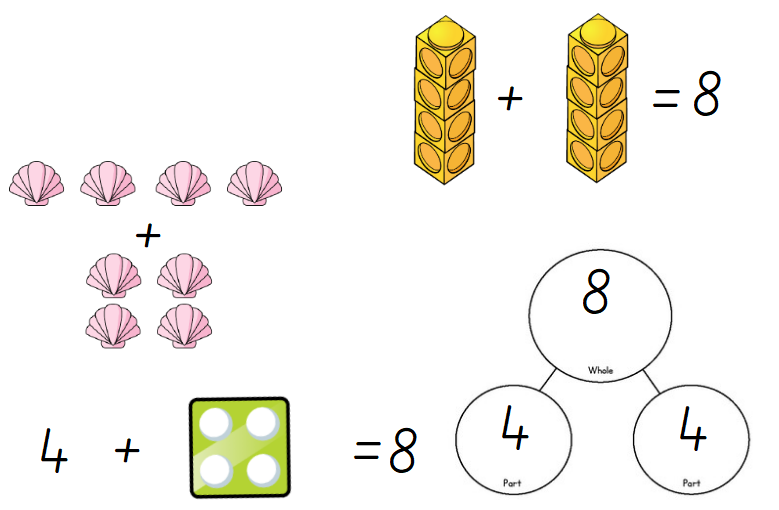 + = 8
+
8
Whole
4 + = 8
4 4
Part Part